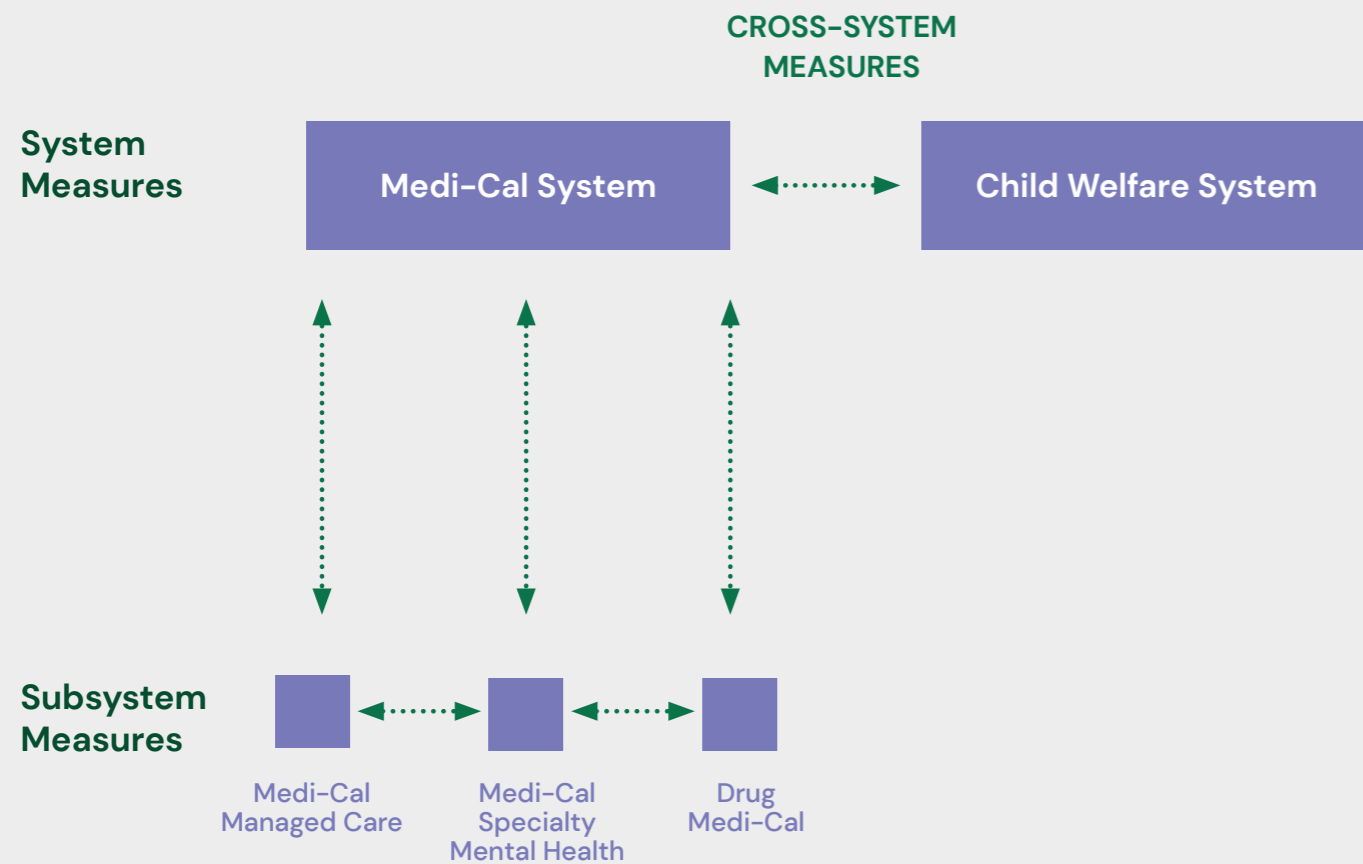 CROSS-SYSTEM
MEASURES
System
Measures
Medi-Cal System
Child Welfare System
Subsystem
Measures
Medi-Cal
Managed Care
Medi-Cal
Specialty
Mental Health
Drug
Medi-Cal